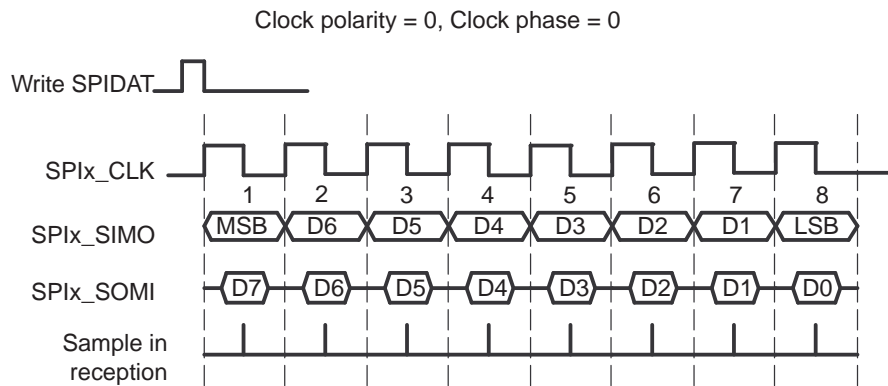 Clock polarity = 0, Clock phase = 0
Write SPIDAT
SPIx_CLK
1 2 3 4 5 6 7 8
SPIx_SIMO
MSB D6 D5 D4 D3 D2 D1 LSB
SPIx_SOMI
D7 D6 D5 D4 D3 D2 D1 D0
Sample in
reception